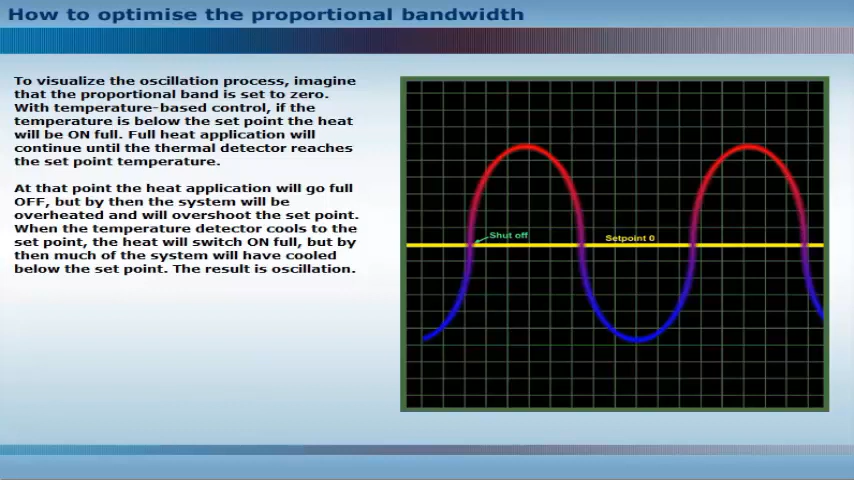 How to optimise the proportional bandwidth
To visualize the oscillation process, imagine
that the proportional band is set to zero.
With temperature-based control, if the
temperature is below the set point the heat
will be ON full. Full heat application will
continue until the thermal detector reaches
the set point temperature.
At that point the heat application will go full
OFF, but by then the system will be
overheated and will overshoot the set point.
When the temperature detector cools to the
set point, the heat will switch ON full, but by
then much of the system will have cooled
below the set point. The result is oscillation.
Shut off
Setpoint 0